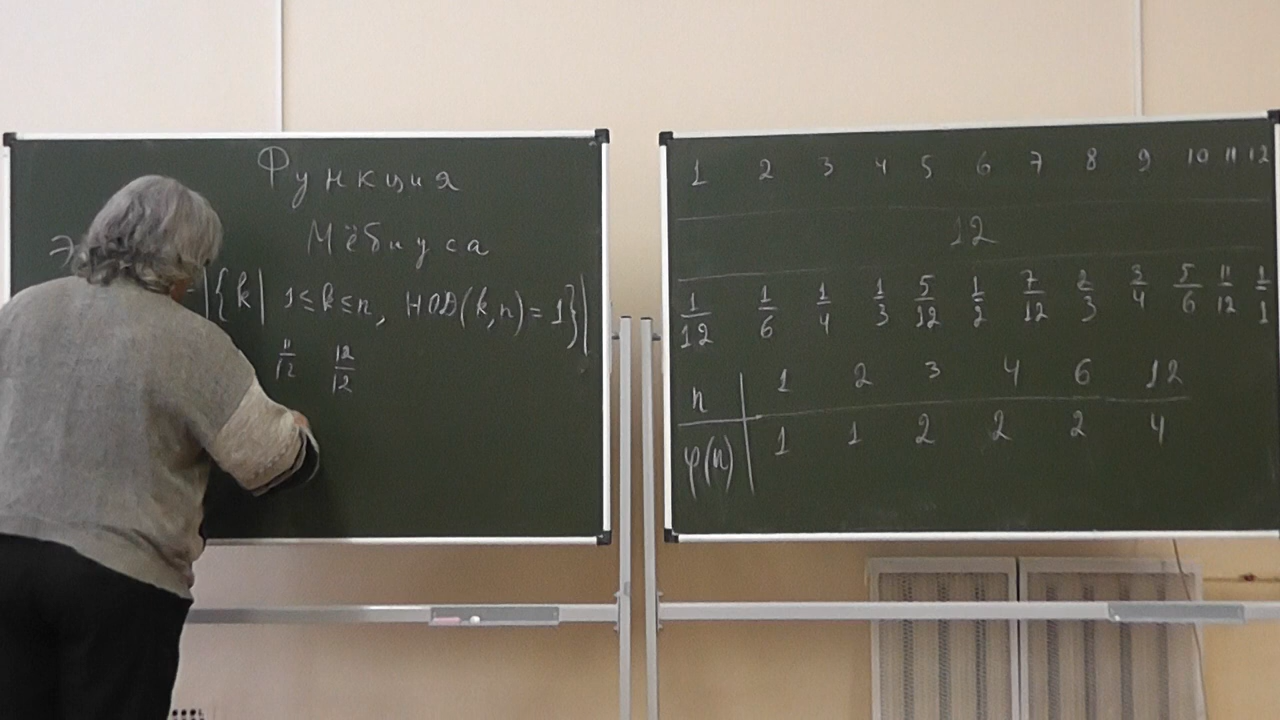 Функция
Мёбиуса
Э
= |{k | 1 ≤ k ≤ n, НОД(k, n) = 1}|
11/12 12/12
1 2 3 4 5 6 7 8 9 10 11 12
12
1/12 1/6 1/4 1/3 5/12 1/2 7/12 2/3 3/4 5/6 11/12 1/1
n | 1 2 3 4 6 12
φ(n) | 1 1 2 2 2 4